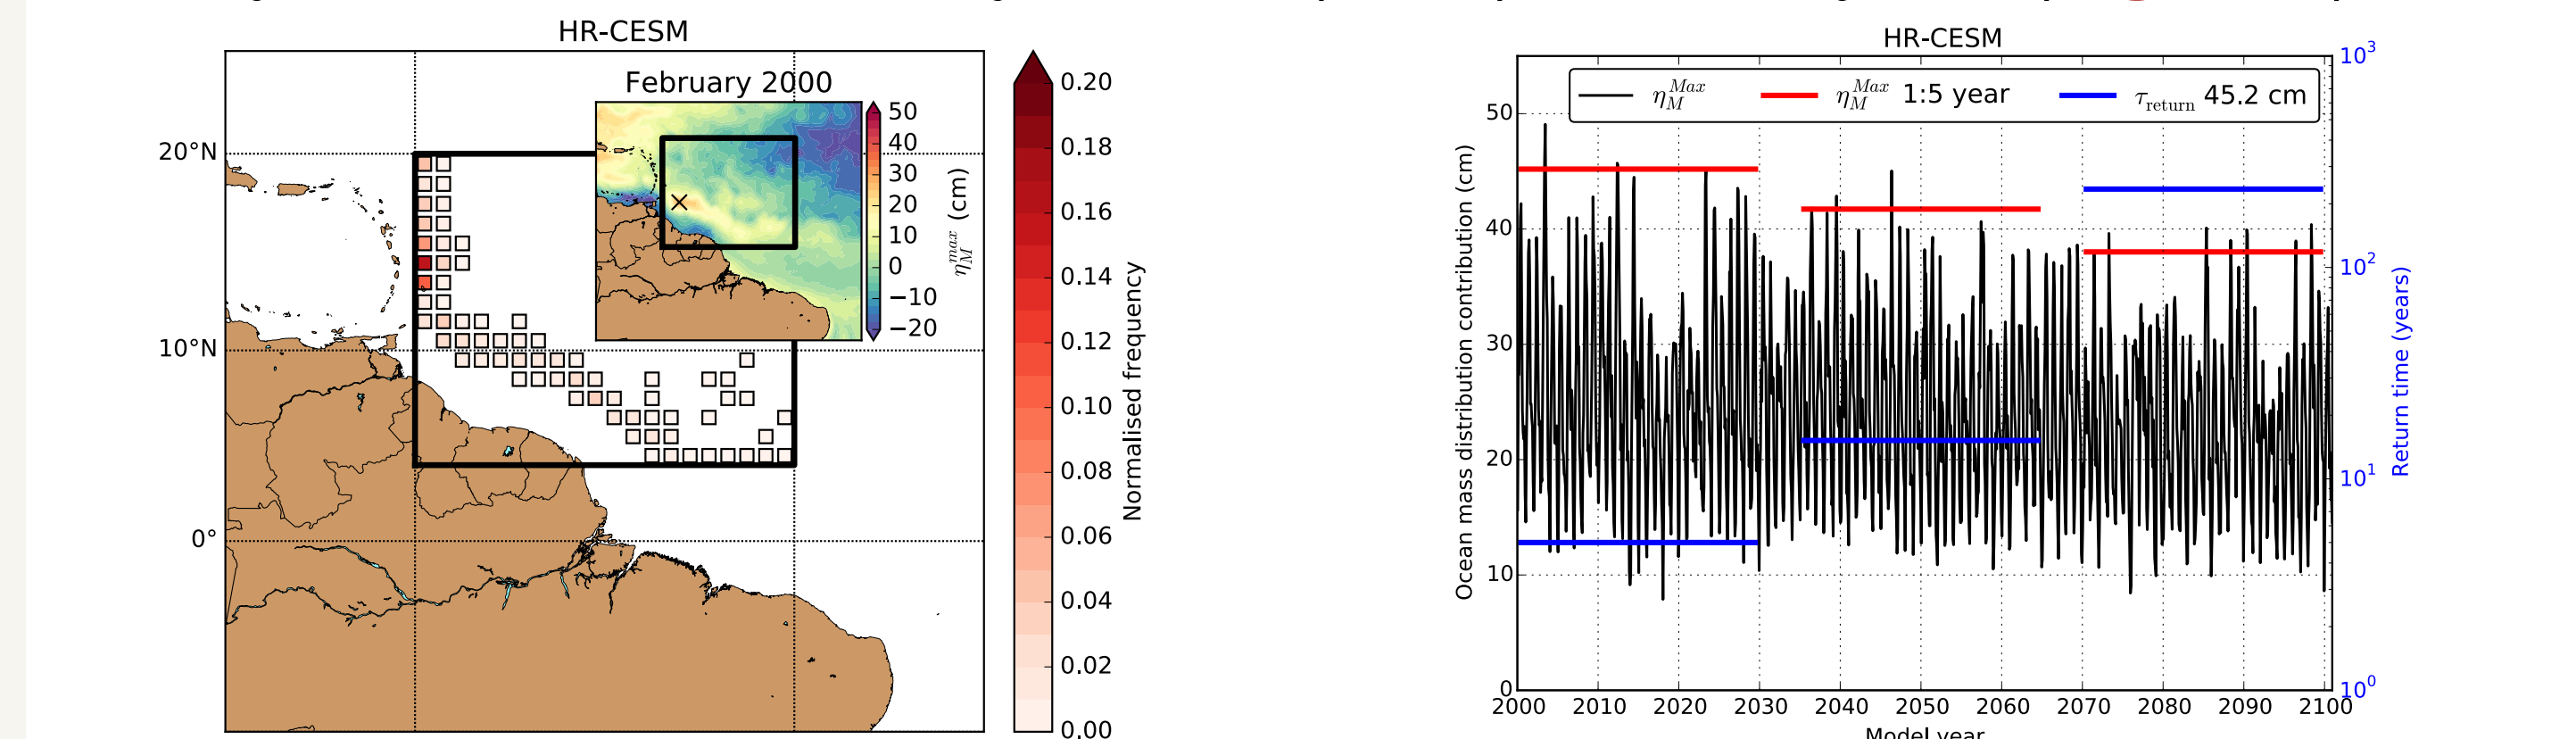 HR-CESM
February 2000
20°N
10°N
0°
50
40
30
20
10
0
−10
−20
η_M^max (cm)
0.20
0.18
0.16
0.14
0.12
0.10
0.08
0.06
0.04
0.02
0.00
Normalised frequency
HR-CESM
η_M^Max η_M^Max 1:5 year τ_return 45.2 cm
50
40
30
20
10
0
Ocean mass distribution contribution (cm)
10^3
10^2
10^1
10^0
Return time (years)
2000 2010 2020 2030 2040 2050 2060 2070 2080 2090 2100
Model year